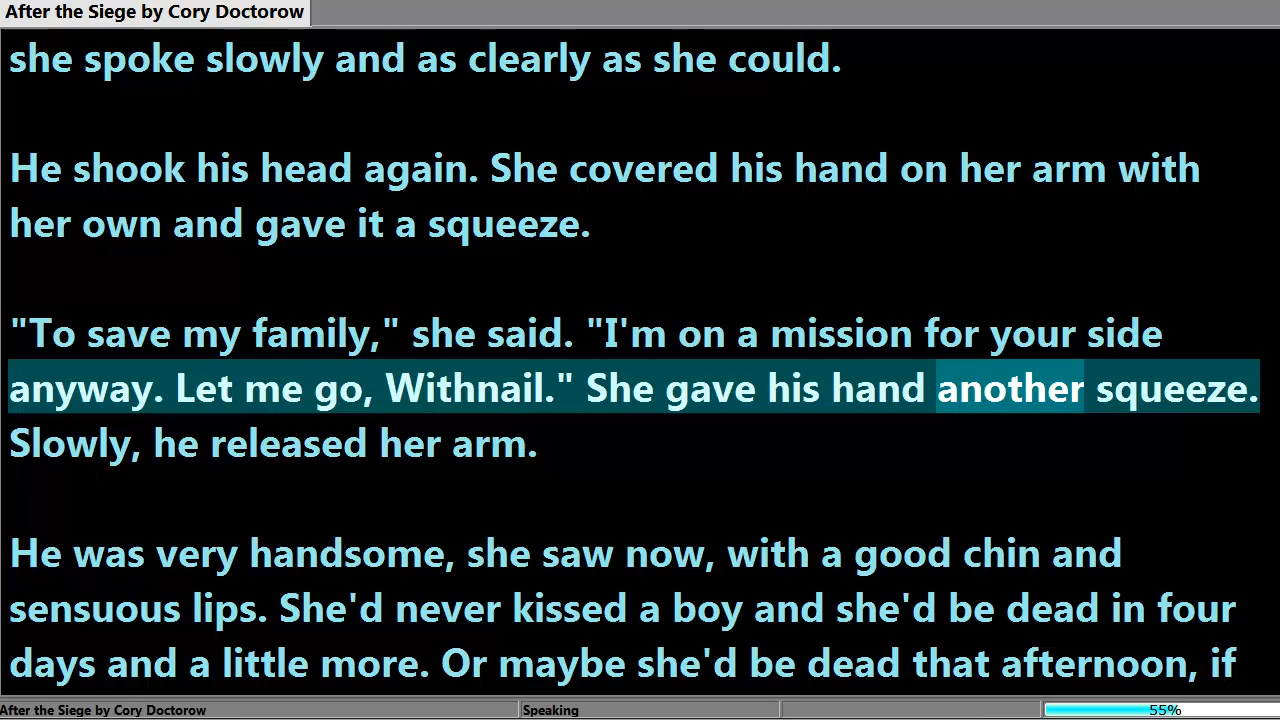 After the Siege by Cory Doctorow
she spoke slowly and as clearly as she could.
He shook his head again. She covered his hand on her arm with
her own and gave it a squeeze.
"To save my family," she said. "I'm on a mission for your side
anyway. Let me go, Withnail." She gave his hand another squeeze.
Slowly, he released her arm.
He was very handsome, she saw now, with a good chin and
sensuous lips. She'd never kissed a boy and she'd be dead in four
days and a little more. Or maybe she'd be dead that afternoon, if
After the Siege by Cory Doctorow Speaking 55%